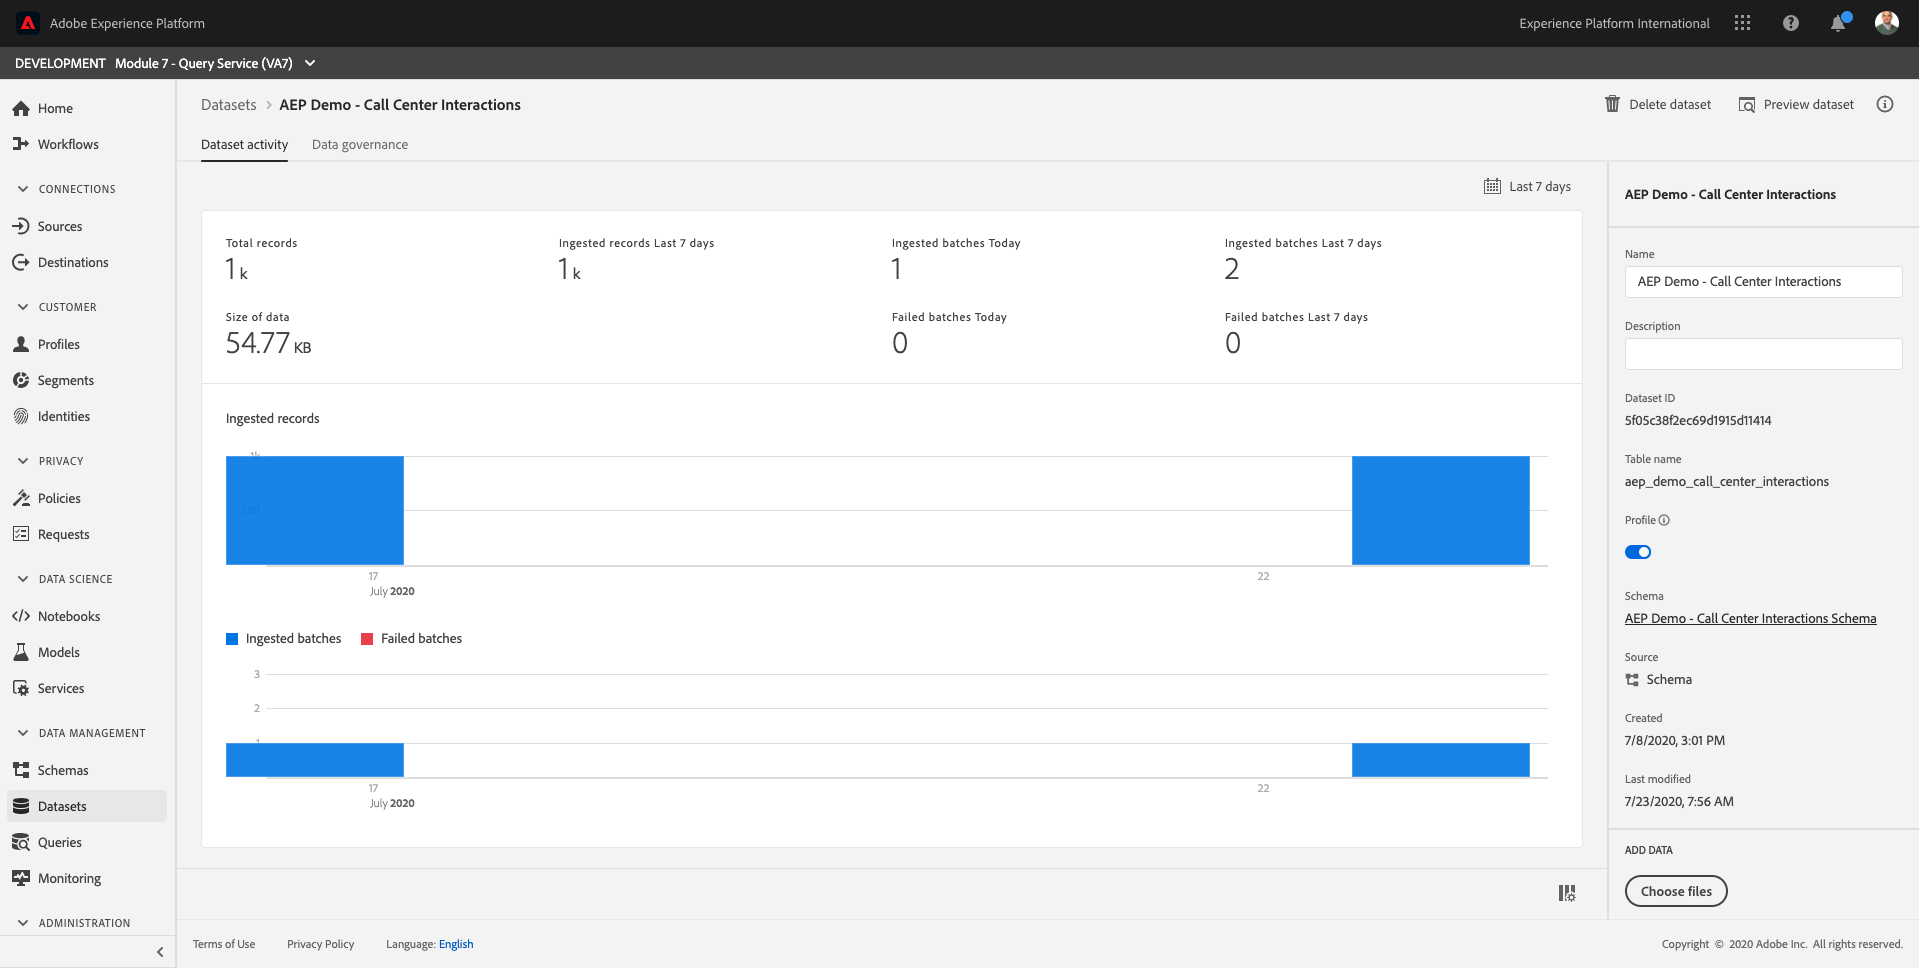 Adobe Experience Platform
Experience Platform International
DEVELOPMENT Module 7 - Query Service (VA7)
Home
Workflows
CONNECTIONS
Sources
Destinations
CUSTOMER
Profiles
Segments
Identities
PRIVACY
Policies
Requests
DATA SCIENCE
Notebooks
Models
Services
DATA MANAGEMENT
Schemas
Datasets
Queries
Monitoring
ADMINISTRATION
Datasets > AEP Demo - Call Center Interactions
Delete dataset
Preview dataset
Dataset activity
Data governance
Last 7 days
Total records
1 k
Ingested records Last 7 days
1 k
Ingested batches Today
1
Ingested batches Last 7 days
2
Size of data
54.77 KB
Failed batches Today
0
Failed batches Last 7 days
0
Ingested records
1k
500
17
July 2020
22
Ingested batches
Failed batches
3
2
1
17
July 2020
22
AEP Demo - Call Center Interactions
Name
AEP Demo - Call Center Interactions
Description
Dataset ID
5f05c38f2ec69d1915d11414
Table name
aep_demo_call_center_interactions
Profile
Schema
AEP Demo - Call Center Interactions Schema
Source
Schema
Created
7/8/2020, 3:01 PM
Last modified
7/23/2020, 7:56 AM
ADD DATA
Choose files
Terms of Use
Privacy Policy
Language: English
Copyright © 2020 Adobe Inc. All rights reserved.